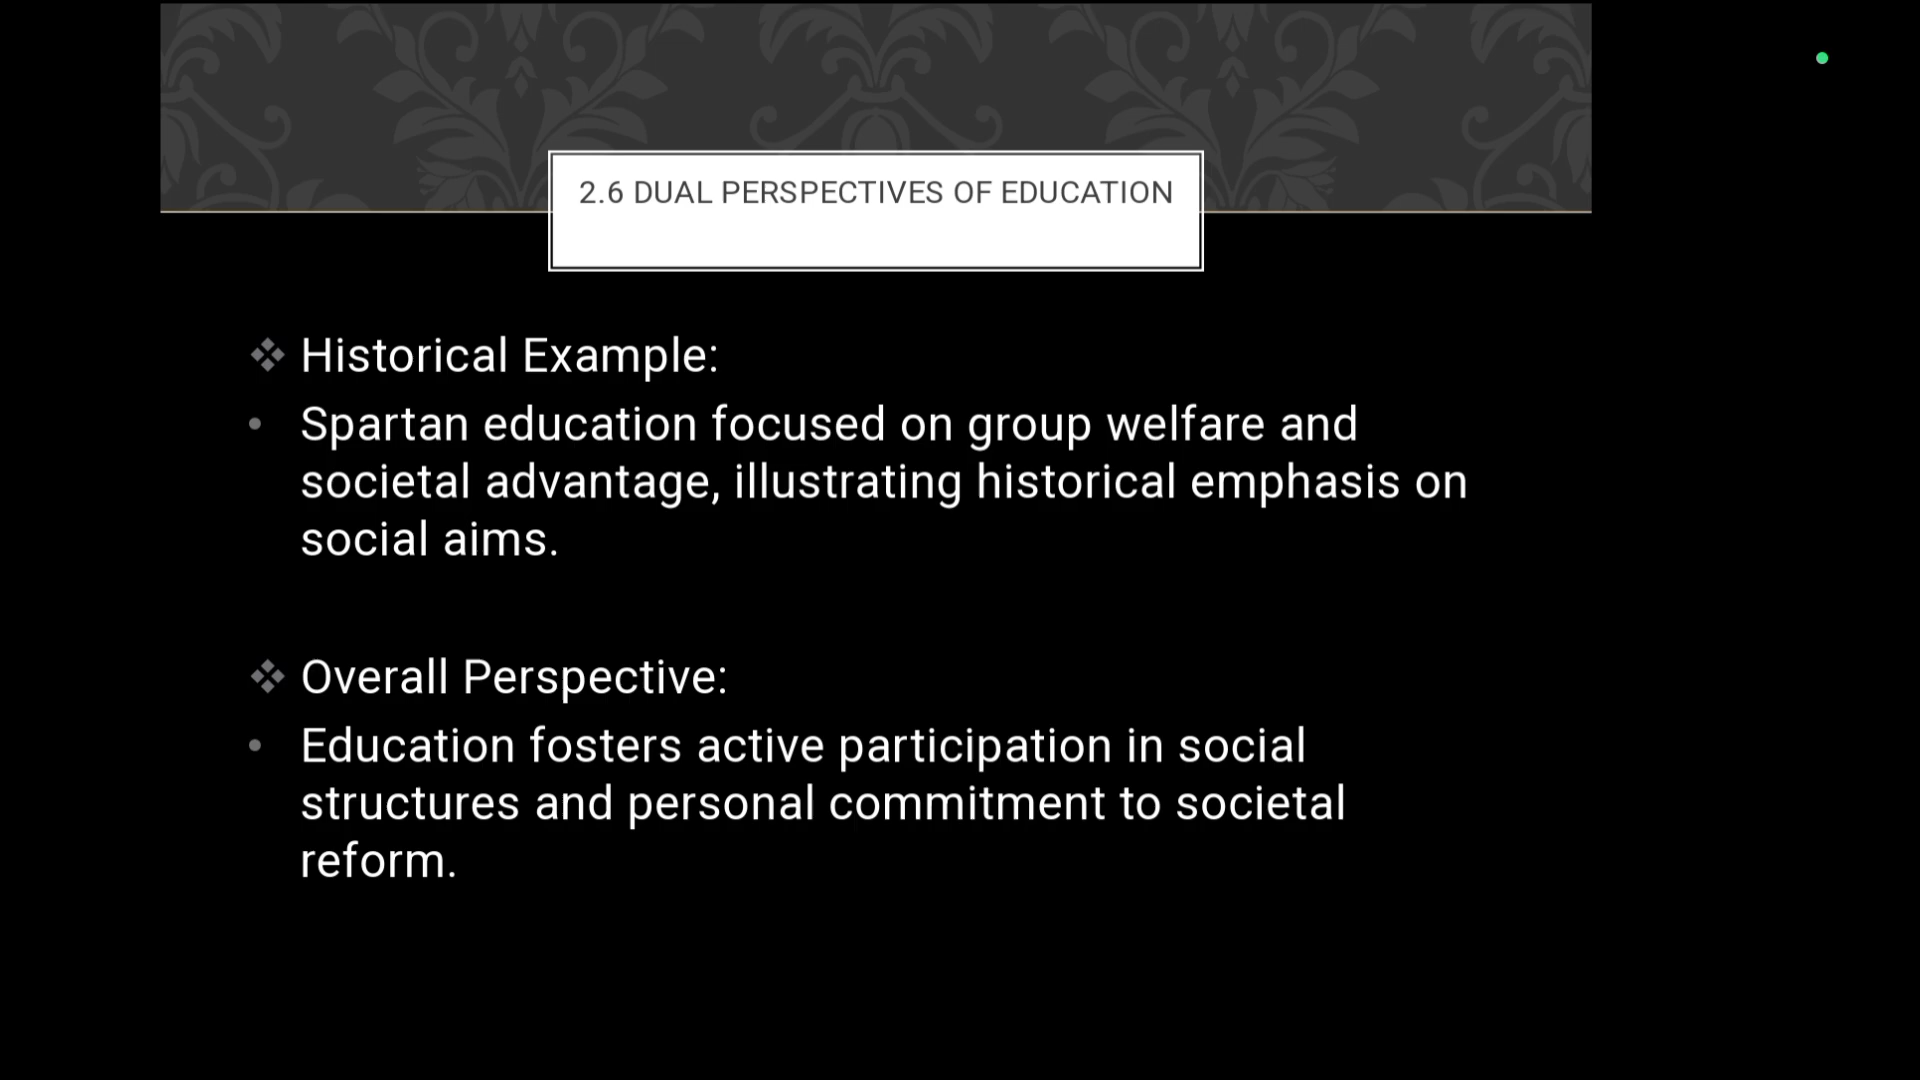 2.6 DUAL PERSPECTIVES OF EDUCATION
❖ Historical Example:
• Spartan education focused on group welfare and
societal advantage, illustrating historical emphasis on
social aims.
❖ Overall Perspective:
• Education fosters active participation in social
structures and personal commitment to societal
reform.